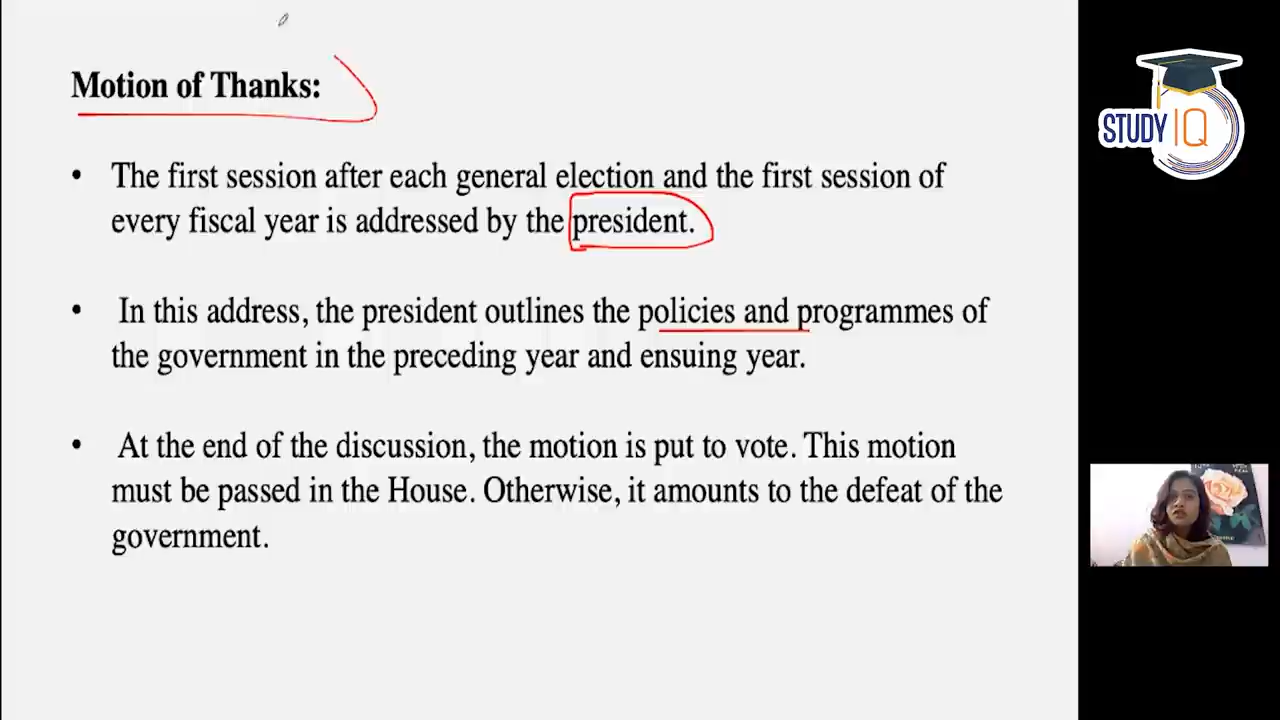 Motion of Thanks:
• The first session after each general election and the first session of
every fiscal year is addressed by the president.
• In this address, the president outlines the policies and programmes of
the government in the preceding year and ensuing year.
• At the end of the discussion, the motion is put to vote. This motion
must be passed in the House. Otherwise, it amounts to the defeat of the
government.
STUDY IQ